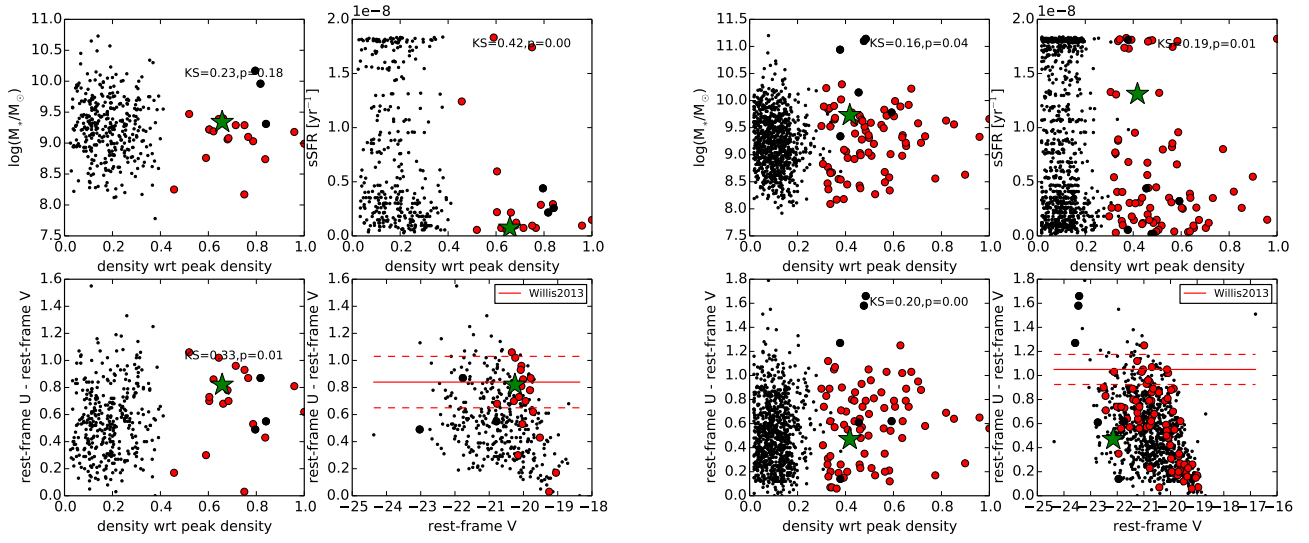 1e−8
1e−8
11.0
10.5
10.0
9.5
9.0
8.5
8.0
7.5
log(M∗/M⊙)
KS=0.23,p=0.18
0.0 0.2 0.4 0.6 0.8 1.0
density wrt peak density
2.0
1.5
1.0
0.5
0.0
sSFR [yr−1]
KS=0.42,p=0.00
0.0 0.2 0.4 0.6 0.8 1.0
density wrt peak density
11.5
11.0
10.5
10.0
9.5
9.0
8.5
8.0
7.5
log(M∗/M⊙)
KS=0.16,p=0.04
0.0 0.2 0.4 0.6 0.8 1.0
density wrt peak density
2.0
1.5
1.0
0.5
0.0
sSFR [yr−1]
KS=0.19,p=0.01
0.0 0.2 0.4 0.6 0.8 1.0
density wrt peak density
1.6
1.4
1.2
1.0
0.8
0.6
0.4
0.2
0.0
rest-frame U - rest-frame V
KS=0.33,p=0.01
0.0 0.2 0.4 0.6 0.8 1.0
density wrt peak density
1.6
1.4
1.2
1.0
0.8
0.6
0.4
0.2
0.0
rest-frame U - rest-frame V
Willis2013
−25 −24 −23 −22 −21 −20 −19 −18
rest-frame V
1.8
1.6
1.4
1.2
1.0
0.8
0.6
0.4
0.2
0.0
rest-frame U - rest-frame V
KS=0.20,p=0.00
0.0 0.2 0.4 0.6 0.8 1.0
density wrt peak density
1.8
1.6
1.4
1.2
1.0
0.8
0.6
0.4
0.2
0.0
rest-frame U - rest-frame V
Willis2013
−25 −24 −23 −22 −21 −20 −19 −18 −17 −16
rest-frame V